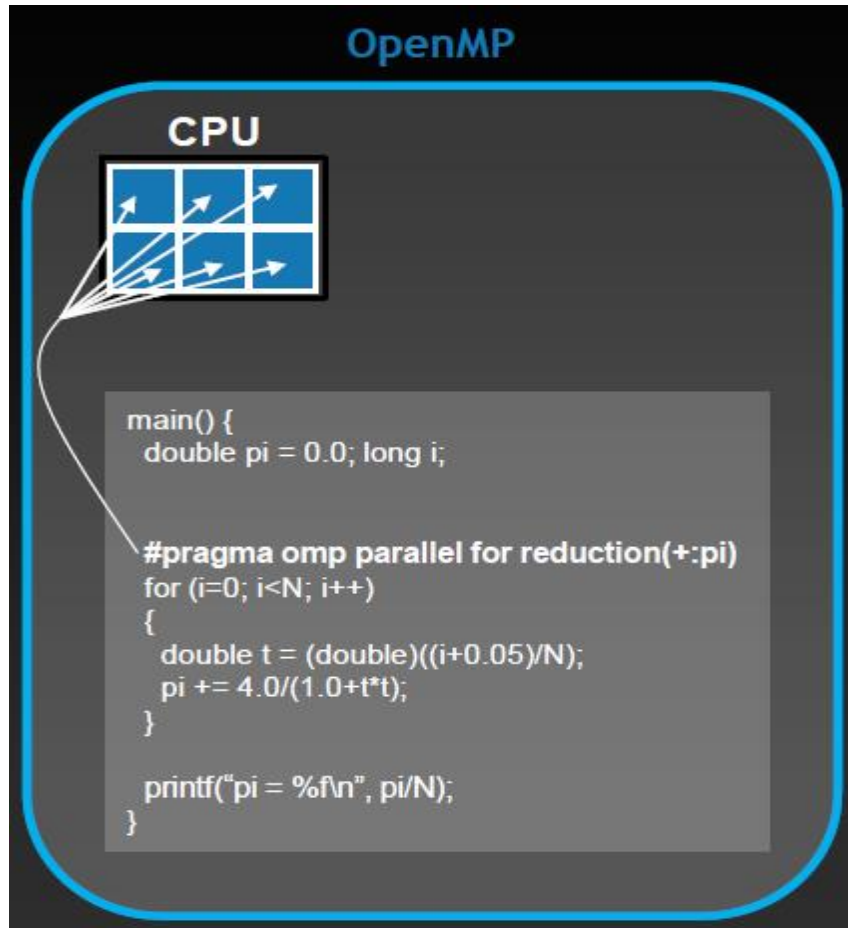 OpenMP
CPU
main() {
double pi = 0.0; long i;
#pragma omp parallel for reduction(+:pi)
for (i=0; i<N; i++)
{
double t = (double)((i+0.05)/N);
pi += 4.0/(1.0+t*t);
}
printf(“pi = %f\n”, pi/N);
}